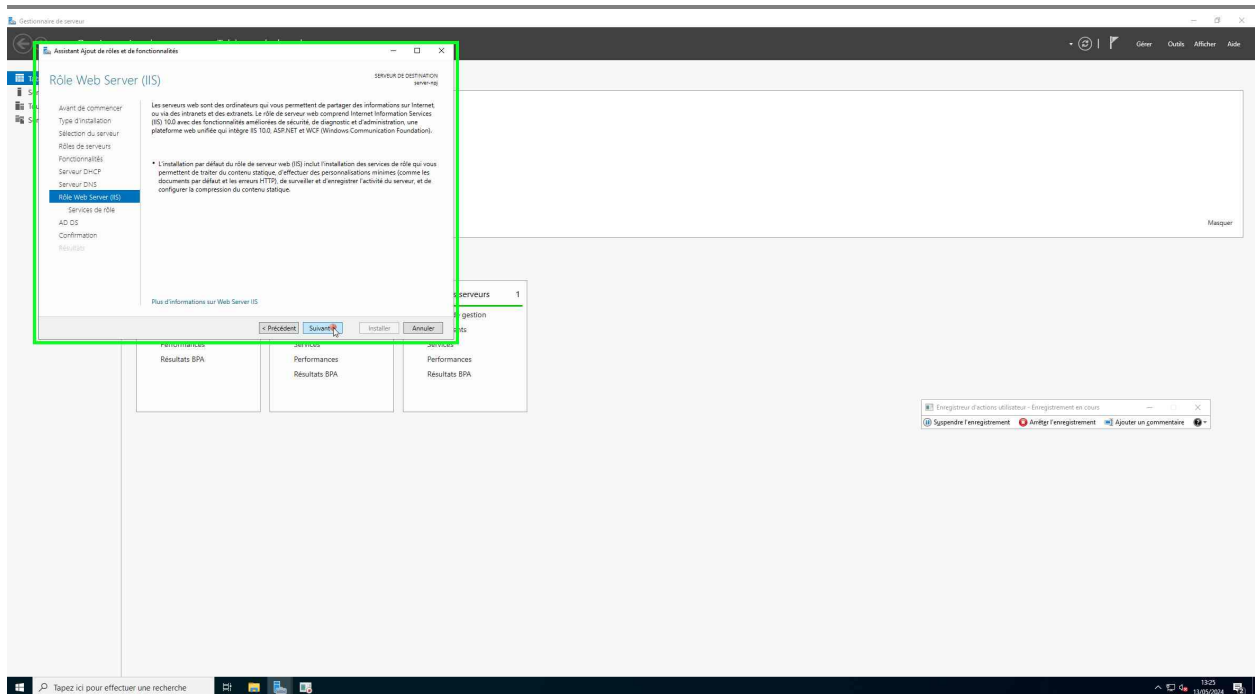 Gestionnaire de serveur
Gérer Outils Afficher Aide
Assistant Ajout de rôles et de fonctionnalités
Rôle Web Server (IIS)
SERVEUR DE DESTINATION
server-npj
Avant de commencer
Type d'installation
Sélection du serveur
Rôles de serveurs
Fonctionnalités
Serveur DHCP
Serveur DNS
Rôle Web Server (IIS)
Services de rôle
AD DS
Confirmation
Résultats
Les serveurs web sont des ordinateurs qui vous permettent de partager des informations sur Internet,
ou via des intranets et des extranets. Le rôle de serveur web comprend Internet Information Services
(IIS) 10.0 avec des fonctionnalités améliorées de sécurité, de diagnostic et d'administration, une
plateforme web unifiée qui intègre IIS 10.0, ASP.NET et WCF (Windows Communication Foundation).
• L'installation par défaut du rôle de serveur web (IIS) inclut l'installation des services de rôle qui vous
permettent de traiter du contenu statique, d'effectuer des personnalisations minimes (comme les
documents par défaut et les erreurs HTTP), de surveiller et d'enregistrer l'activité du serveur, et de
configurer la compression du contenu statique.
Plus d'informations sur Web Server IIS
< Précédent Suivant Installer Annuler
Masquer
serveurs 1
gestion
Performances Services Services
Résultats BPA Performances Performances
Résultats BPA Résultats BPA
Enregistreur d'actions utilisateur - Enregistrement en cours
Suspendre l'enregistrement Arrêter l'enregistrement Ajouter un commentaire
Tapez ici pour effectuer une recherche
13:25
13/05/2024